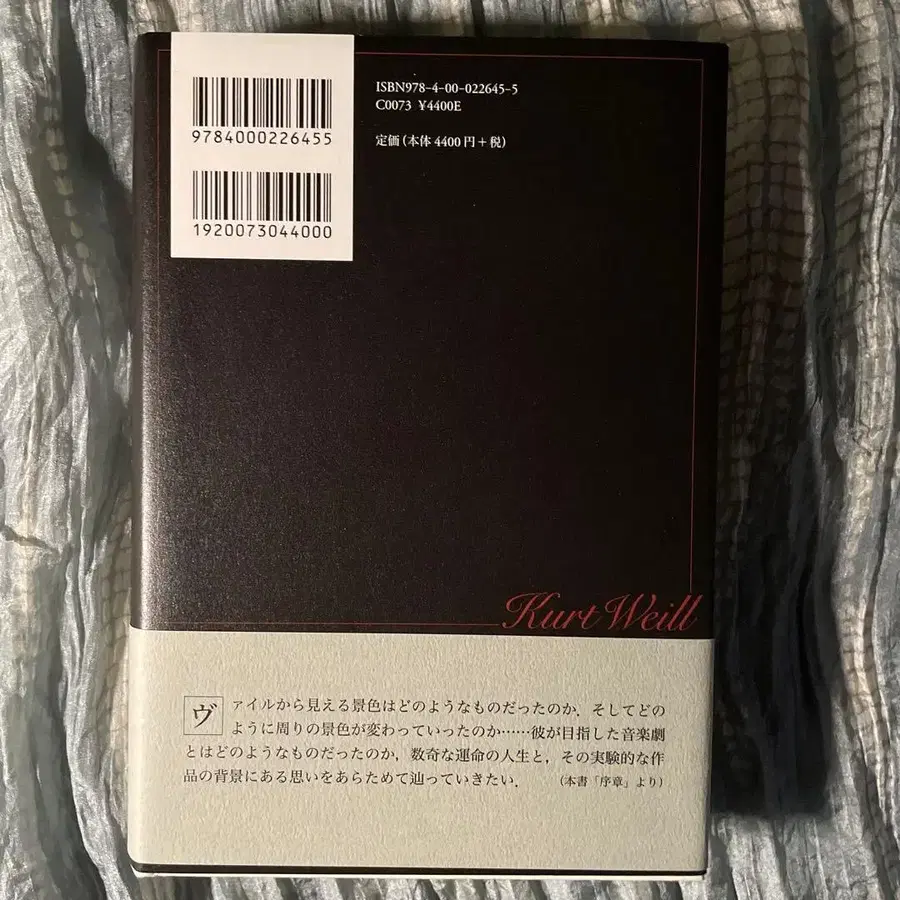 9784000226455
1920073044000
ISBN978-4-00-022645-5
C0073 ¥4400E
定価(本体 4400 円+税)
Kurt Weill
ヴァイルから見える景色はどのようなものだったのか．そしてどの
ように周りの景色が変わっていったのか……彼が目指した音楽劇
とはどのようなものだったのか，数奇な運命の人生と，その実験的な作
品の背景にある思いをあらためて辿っていきたい．
(本書「序章」より)